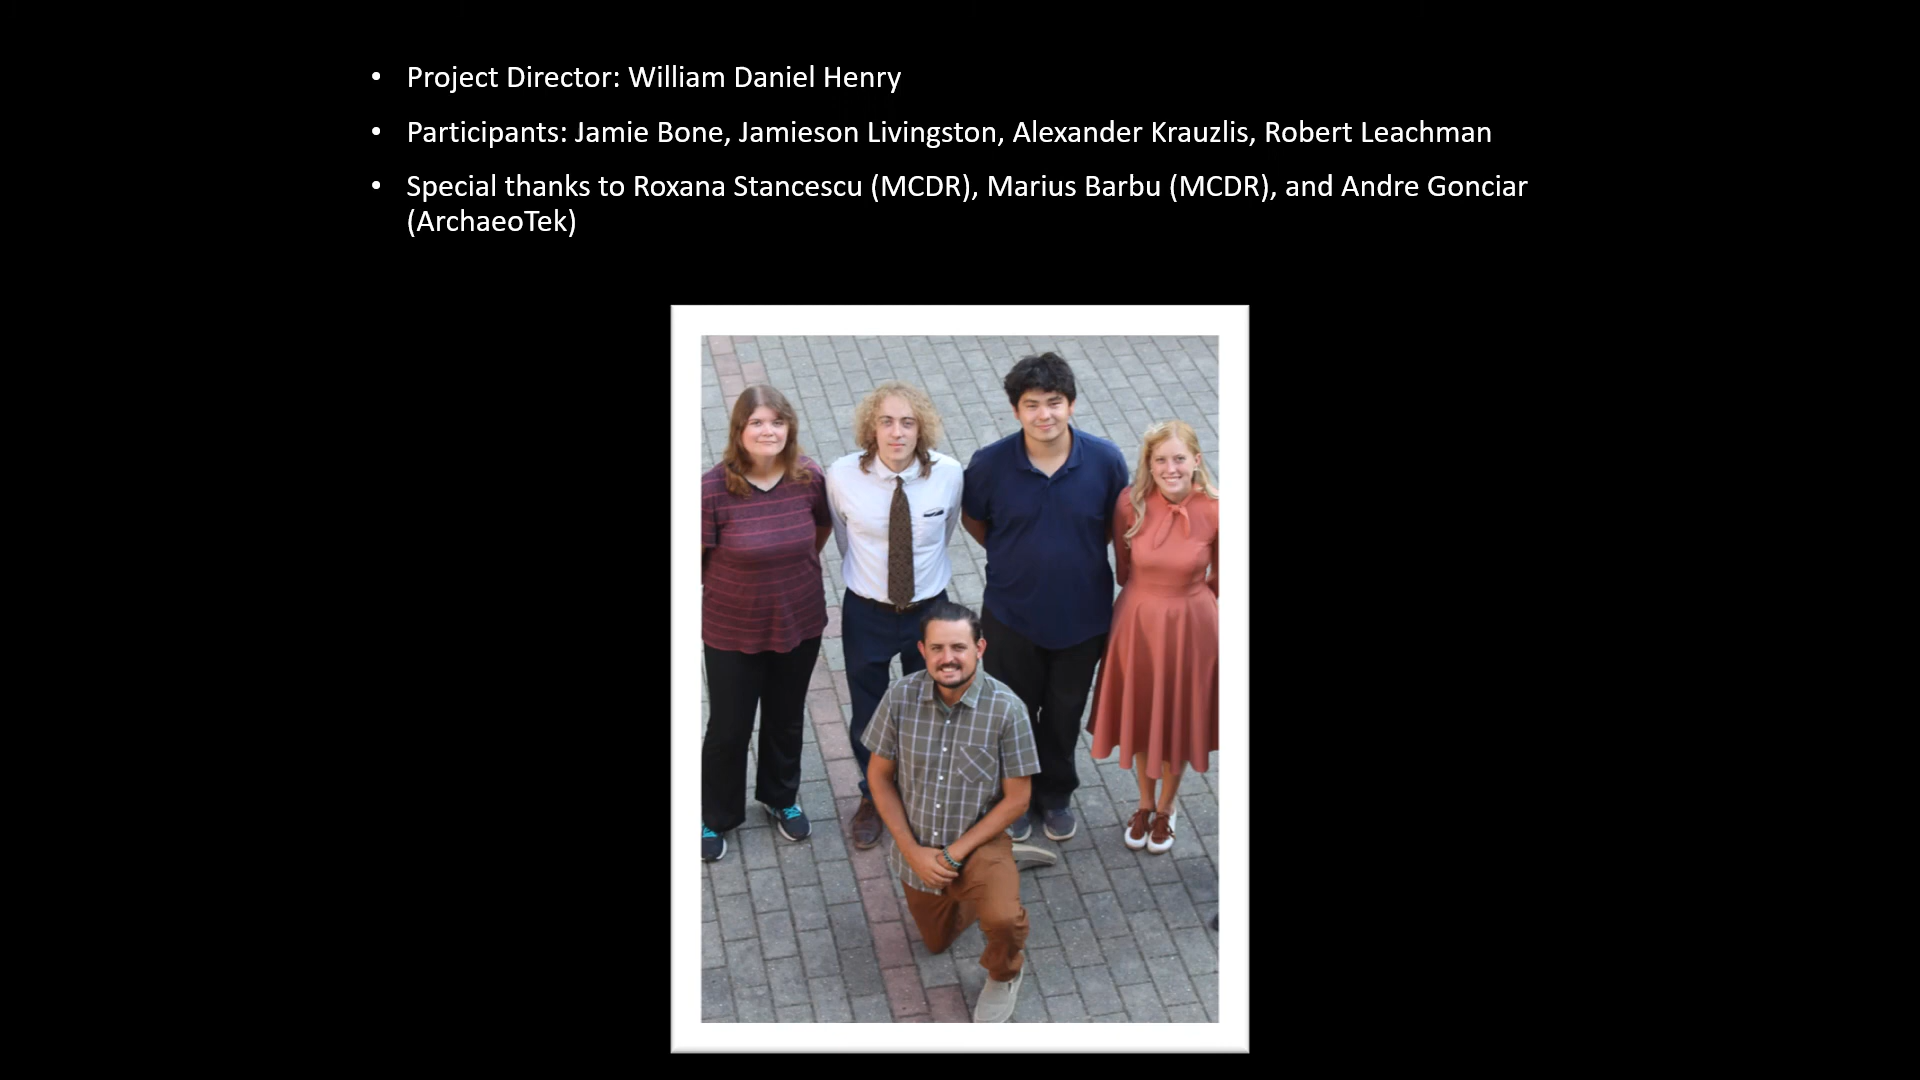 • Project Director: William Daniel Henry
• Participants: Jamie Bone, Jamieson Livingston, Alexander Krauzlis, Robert Leachman
• Special thanks to Roxana Stancescu (MCDR), Marius Barbu (MCDR), and Andre Gonciar
(ArchaeoTek)